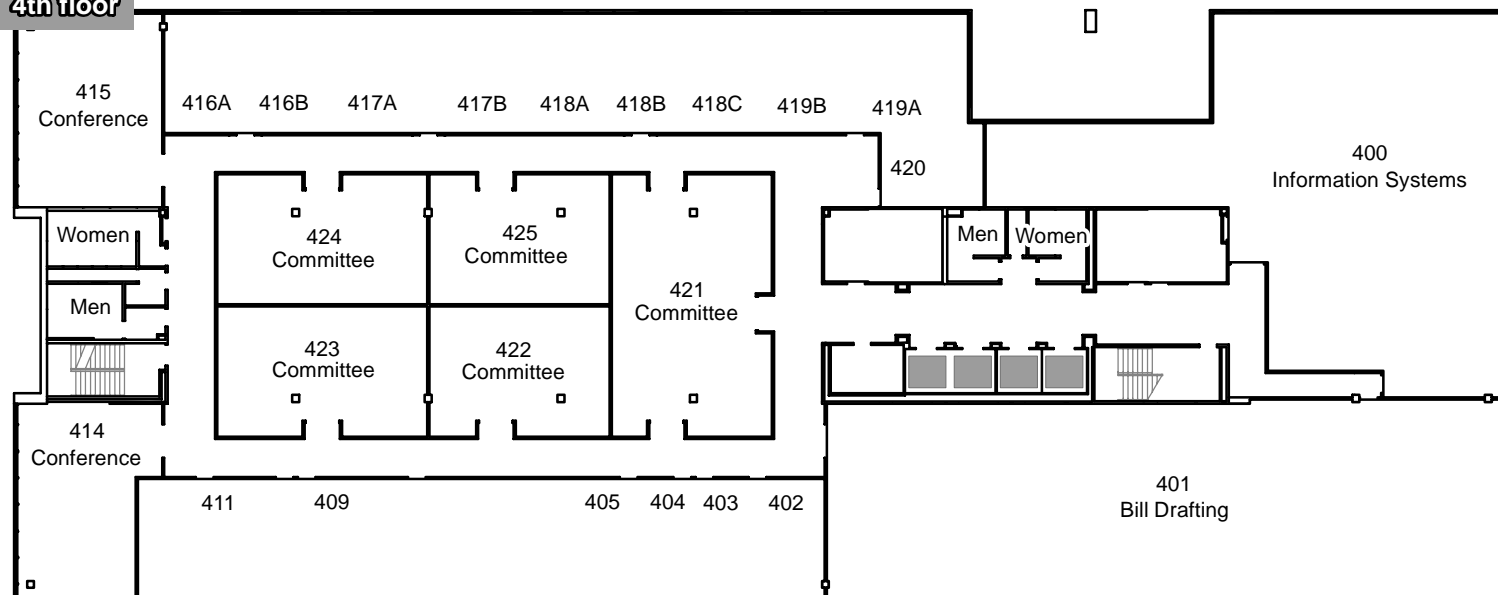 4th floor
415
Conference
416A
416B
417A
417B
418A
418B
418C
419B
419A
420
400
Information Systems
Women
Men
424
Committee
425
Committee
421
Committee
423
Committee
422
Committee
Men
Women
414
Conference
411
409
405
404
403
402
401
Bill Drafting